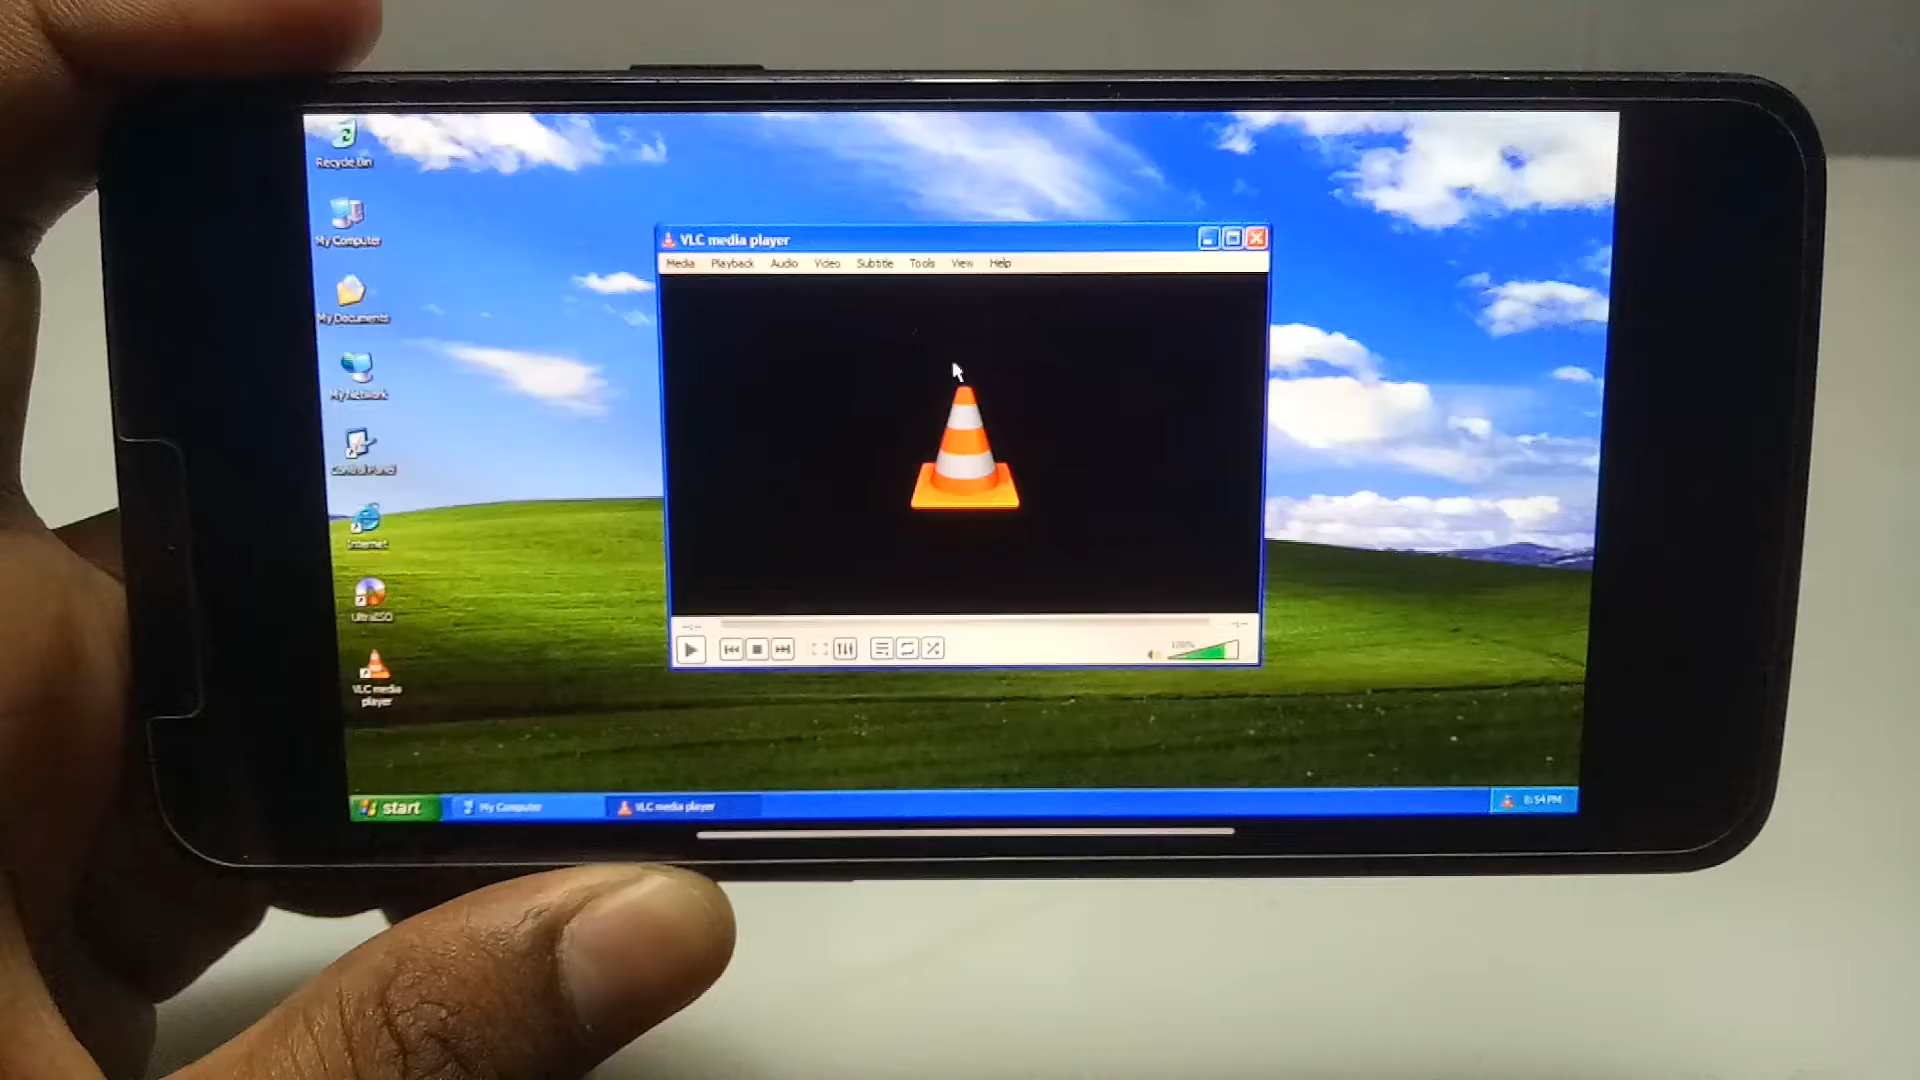 Recycle Bin
My Computer
My Documents
My Network
Control Panel
Internet
UltraISO
VLC media
player
VLC media player
Media Playback Audio Video Subtitle Tools View Help
--:-- --:--
100%
start My Computer VLC media player 8:54 PM